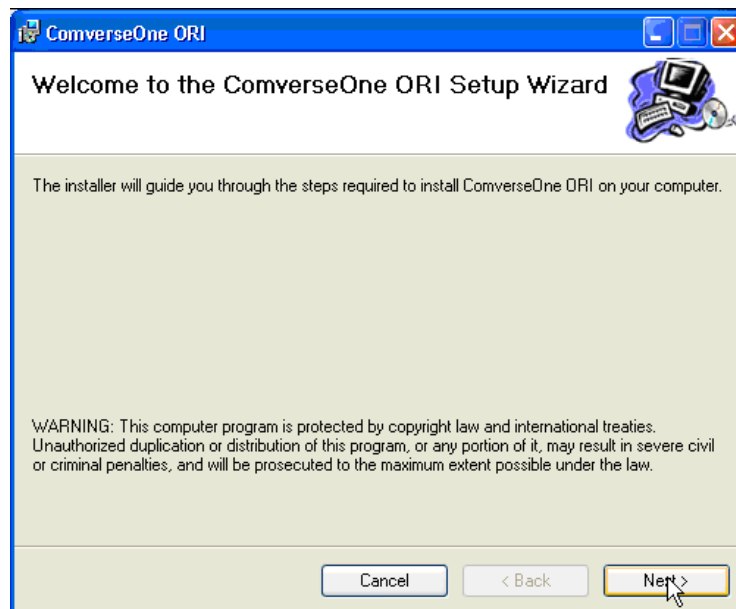 ComverseOne ORI
Welcome to the ComverseOne ORI Setup Wizard
The installer will guide you through the steps required to install ComverseOne ORI on your computer.
WARNING: This computer program is protected by copyright law and international treaties.
Unauthorized duplication or distribution of this program, or any portion of it, may result in severe civil
or criminal penalties, and will be prosecuted to the maximum extent possible under the law.
Cancel
< Back
Next >